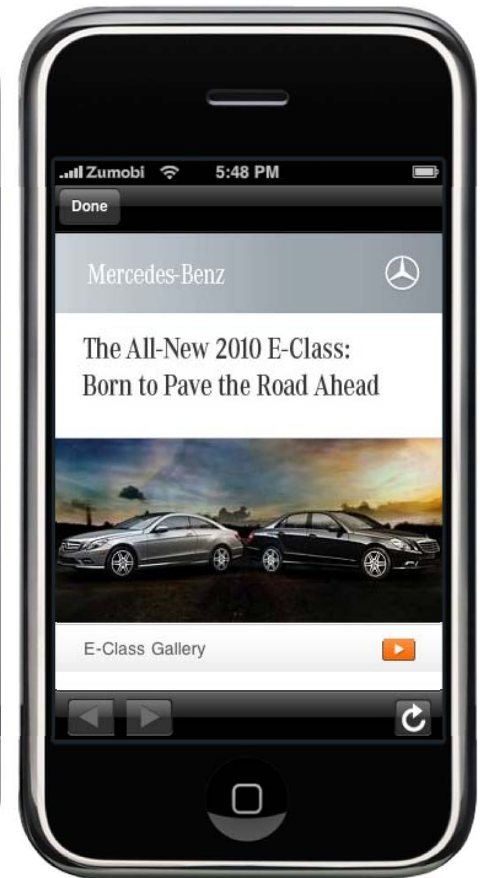 Zumobi 5:48 PM
Done
Mercedes-Benz
The All-New 2010 E-Class:
Born to Pave the Road Ahead
E-Class Gallery